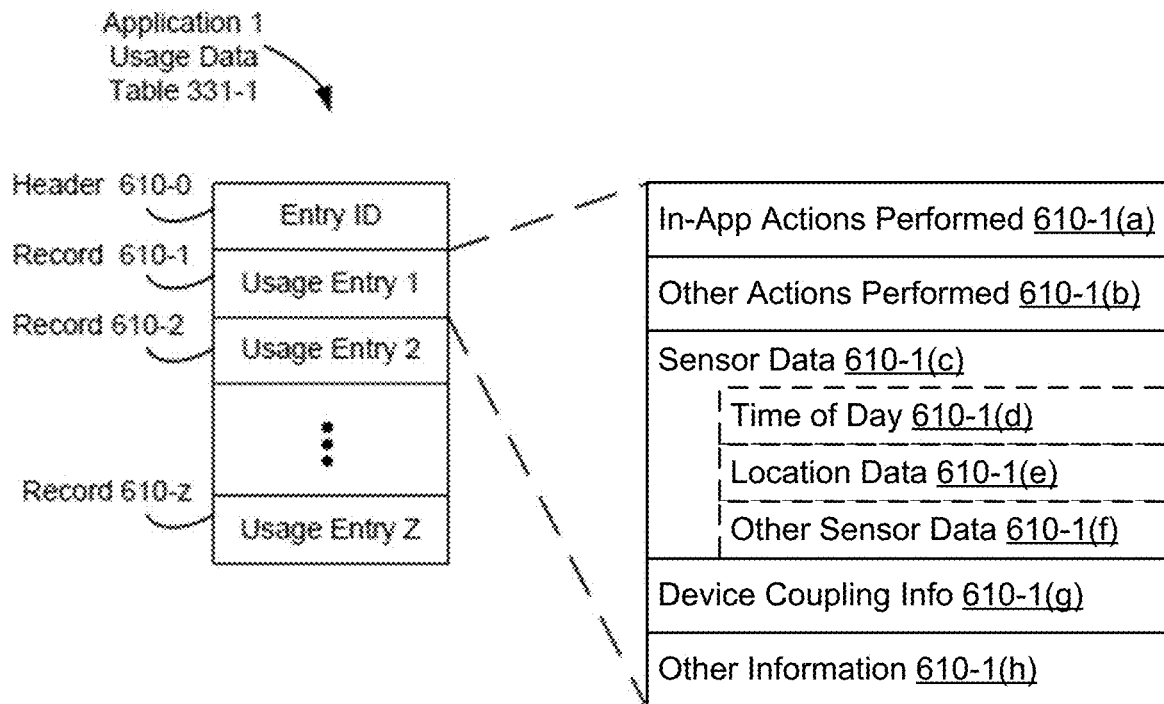 Application 1
Usage Data
Table 331-1
Header 610-0
Entry ID
Record 610-1
Usage Entry 1
Record 610-2
Usage Entry 2
Record 610-z
Usage Entry Z
In-App Actions Performed 610-1(a)
Other Actions Performed 610-1(b)
Sensor Data 610-1(c)
Time of Day 610-1(d)
Location Data 610-1(e)
Other Sensor Data 610-1(f)
Device Coupling Info 610-1(g)
Other Information 610-1(h)